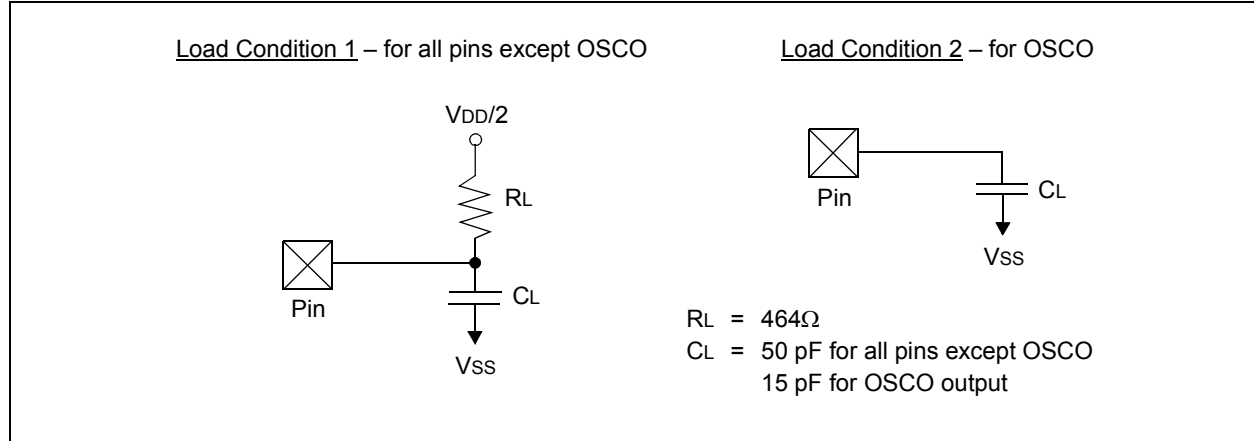 Load Condition 1 – for all pins except OSCO
VDD/2
RL
Pin
CL
VSS
Load Condition 2 – for OSCO
Pin
CL
VSS
RL = 464Ω
CL = 50 pF for all pins except OSCO
15 pF for OSCO output